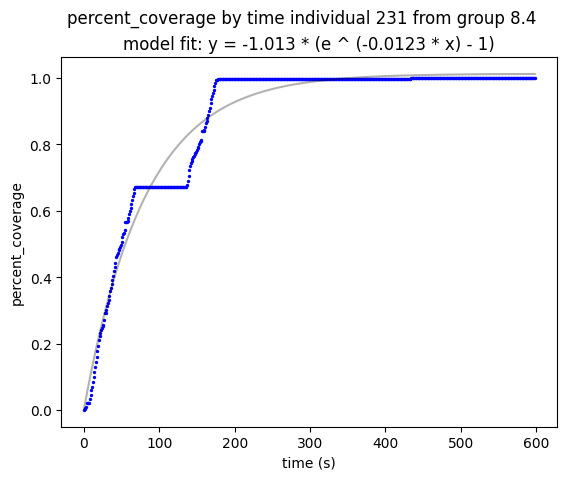 percent_coverage by time individual 231 from group 8.4
model fit: y = -1.013 * (e ^ (-0.0123 * x) - 1)
1.0
0.8
0.6
0.4
0.2
0.0
percent_coverage
0 100 200 300 400 500 600
time (s)